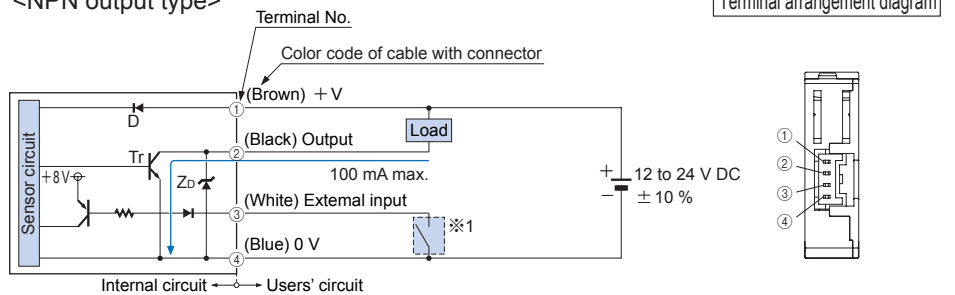 <NPN output type>
Terminal arrangement diagram
Terminal No.
Color code of cable with connector
① (Brown) +V
D
Load
② (Black) Output
Tr
ZD
100 mA max.
+8V
Sensor circuit
+ 12 to 24 V DC
− ±10 %
③ (White) External input
※1
④ (Blue) 0 V
Internal circuit
Users' circuit
①
②
③
④